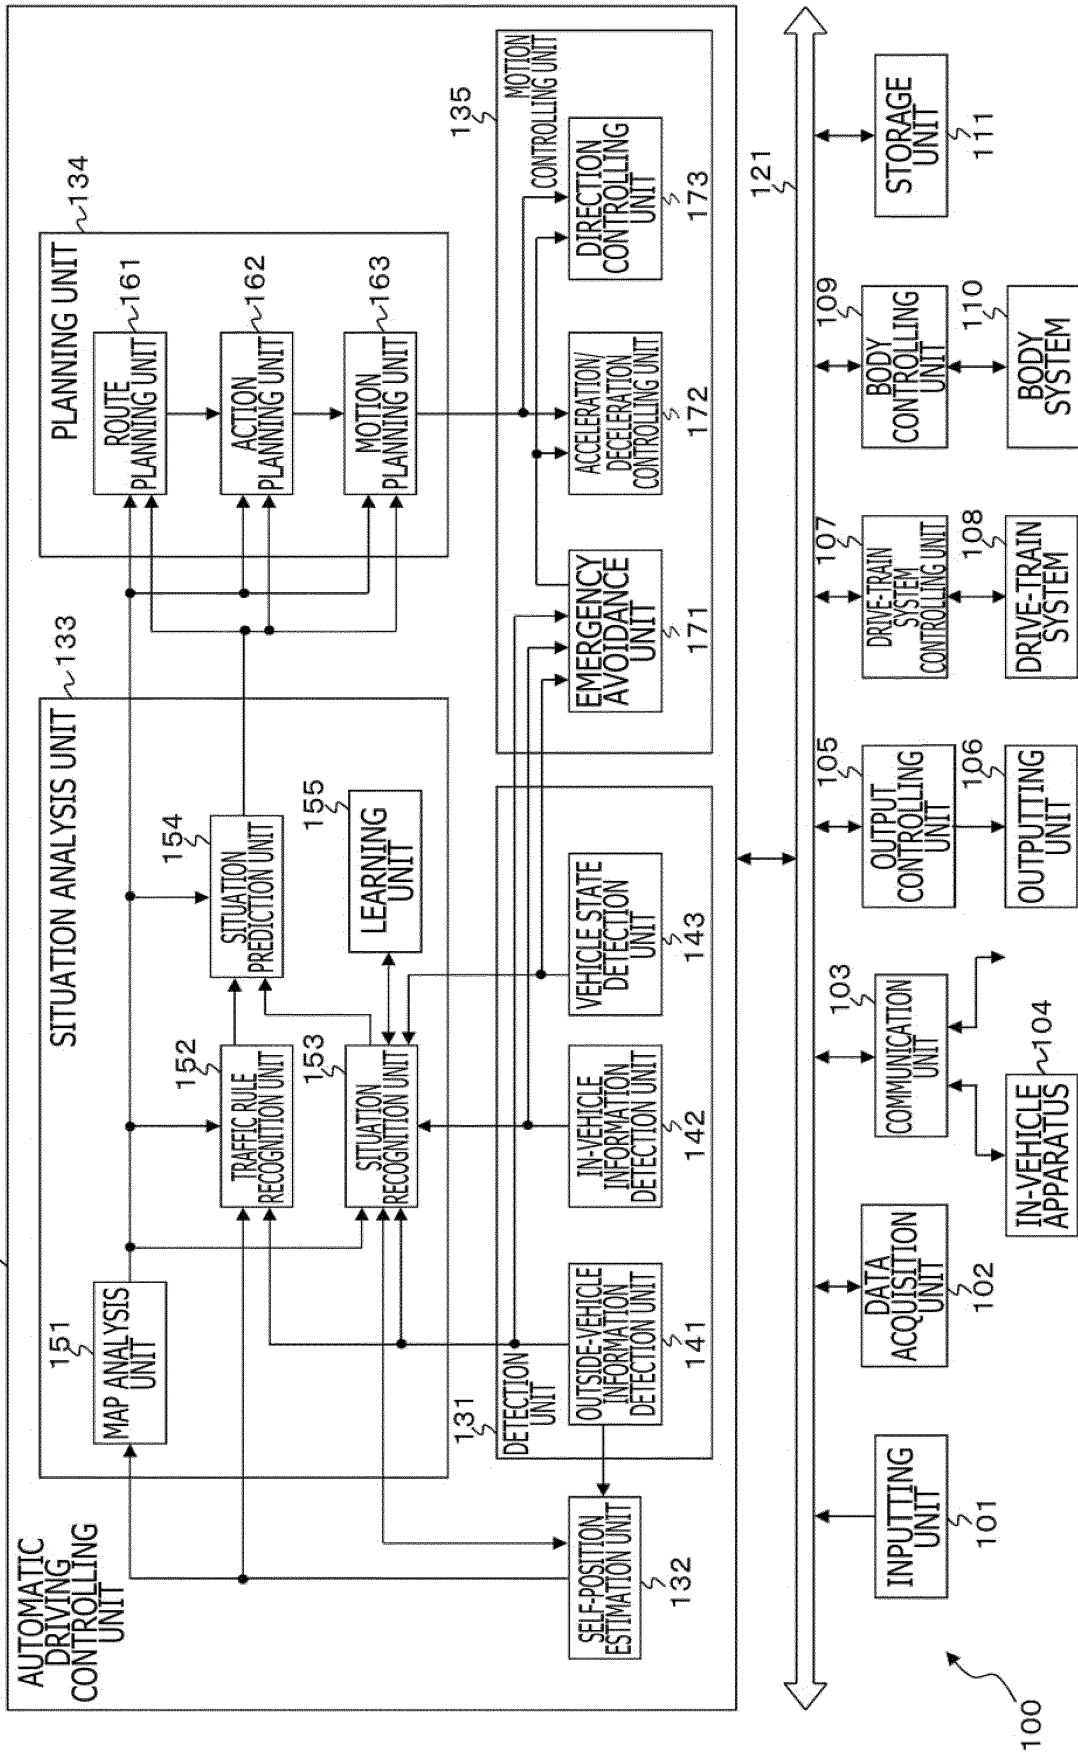 AUTOMATIC
DRIVING
CONTROLLING
UNIT
SITUATION ANALYSIS UNIT
133
151
MAP ANALYSIS
UNIT
152
TRAFFIC RULE
RECOGNITION UNIT
153
SITUATION
RECOGNITION UNIT
154
SITUATION
PREDICTION UNIT
155
LEARNING
UNIT
PLANNING UNIT
134
ROUTE
PLANNING UNIT
161
ACTION
PLANNING UNIT
162
MOTION
PLANNING UNIT
163
132
SELF-POSITION
ESTIMATION UNIT
131
DETECTION
UNIT
OUTSIDE-VEHICLE
INFORMATION
DETECTION UNIT
141
IN-VEHICLE
INFORMATION
DETECTION UNIT
142
VEHICLE STATE
DETECTION
UNIT
143
135
MOTION
CONTROLLING UNIT
EMERGENCY
AVOIDANCE
UNIT
171
ACCELERATION/
DECELERATION
CONTROLLING UNIT
172
DIRECTION
CONTROLLING
UNIT
173
121
INPUTTING
UNIT
101
DATA
ACQUISITION
UNIT
102
103
COMMUNICATION
UNIT
104
IN-VEHICLE
APPARATUS
105
OUTPUT
CONTROLLING
UNIT
106
OUTPUTTING
UNIT
107
DRIVE-TRAIN
SYSTEM
CONTROLLING UNIT
108
DRIVE-TRAIN
SYSTEM
109
BODY
CONTROLLING
UNIT
110
BODY
SYSTEM
STORAGE
UNIT
111
100